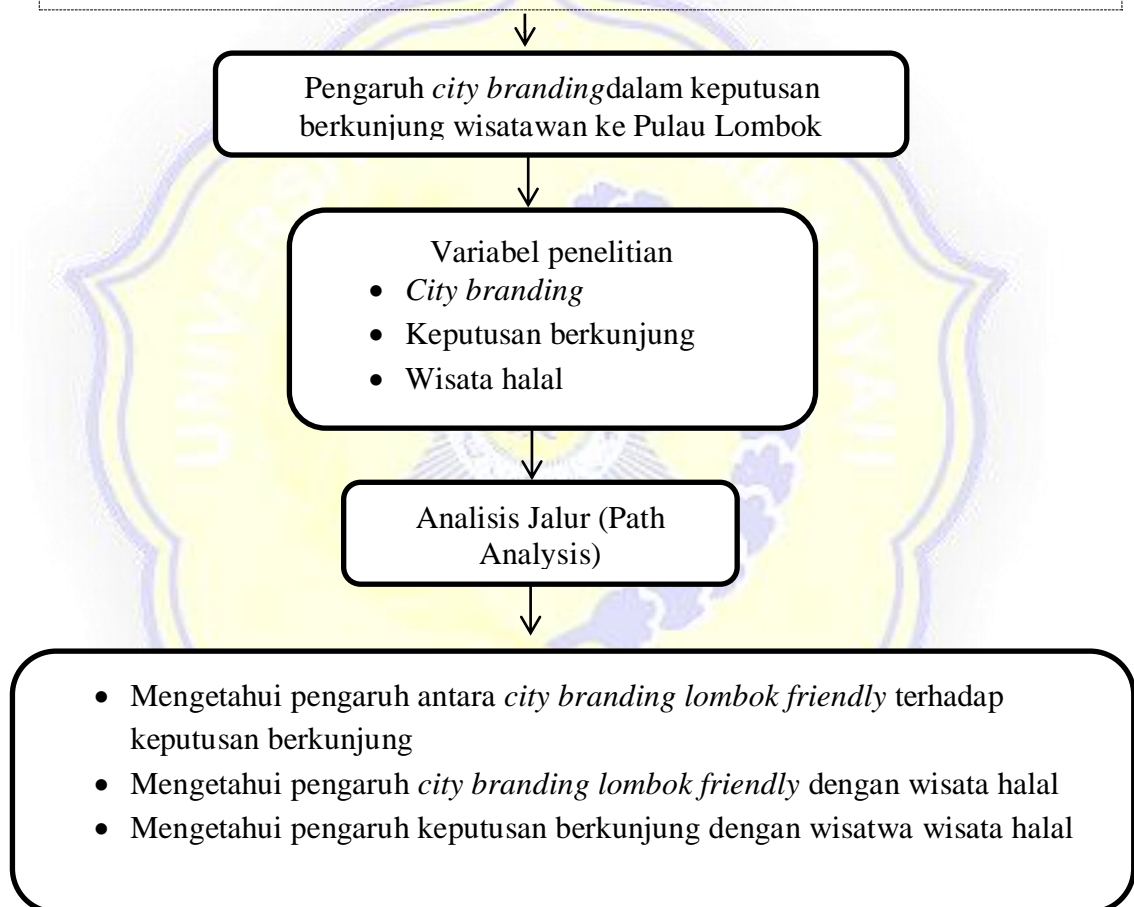 Pengaruh city brandingdalam keputusan
berkunjung wisatawan ke Pulau Lombok
Variabel penelitian
• City branding
• Keputusan berkunjung
• Wisata halal
Analisis Jalur (Path
Analysis)
• Mengetahui pengaruh antara city branding lombok friendly terhadap
keputusan berkunjung
• Mengetahui pengaruh city branding lombok friendly dengan wisata halal
• Mengetahui pengaruh keputusan berkunjung dengan wisatwa wisata halal